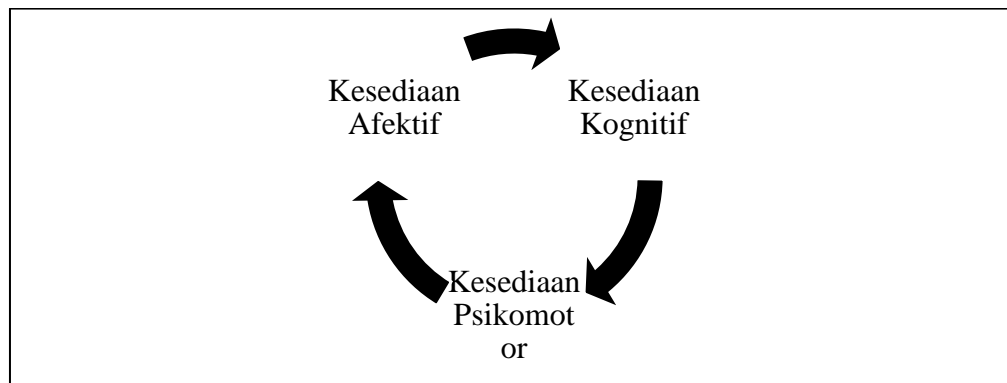 Kesediaan
Afektif
Kesediaan
Kognitif
Kesediaan
Psikomot
or